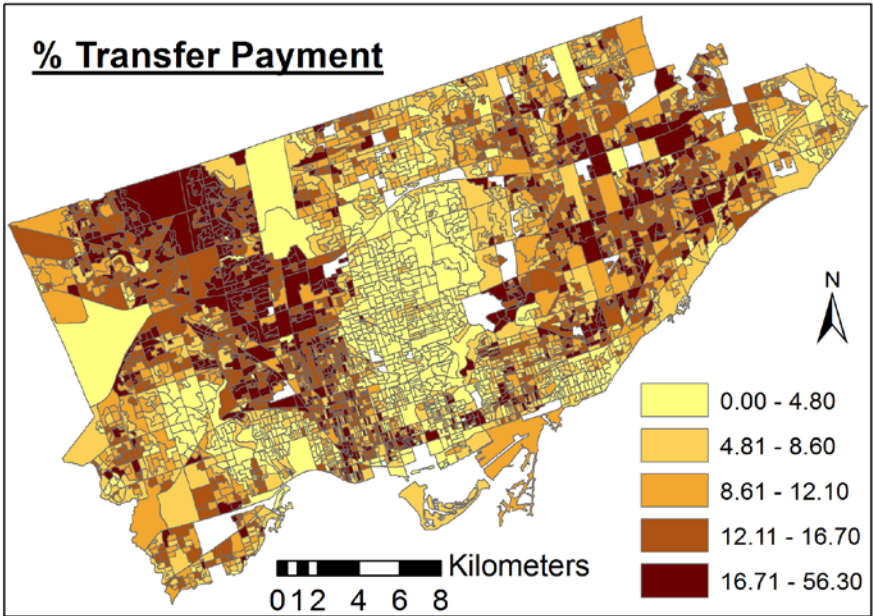 % Transfer Payment
N
0.00 - 4.80
4.81 - 8.60
8.61 - 12.10
12.11 - 16.70
16.71 - 56.30
Kilometers
0 1 2 4 6 8